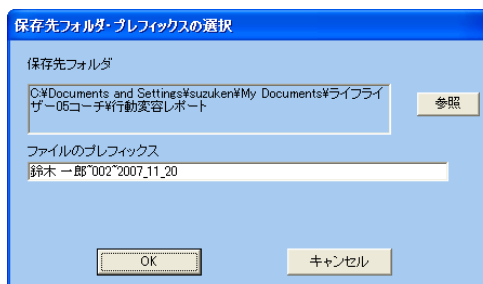 保存先フォルダ・プレフィックスの選択
保存先フォルダ
C:¥Documents and Settings¥suzuken¥My Documents¥ライフライ
ザー05コーチ¥行動変容レポート
参照
ファイルのプレフィックス
鈴木 一郎~002~2007_11_20
OK
キャンセル